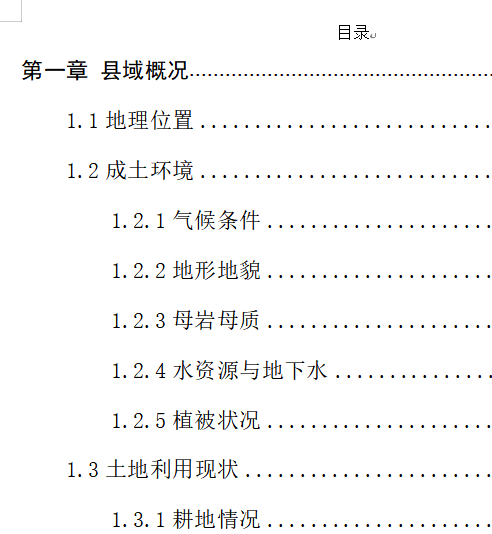 目录
第一章 县域概况................................................
1.1地理位置...........................
1.2成土环境...........................
1.2.1气候条件.....................
1.2.2地形地貌.....................
1.2.3母岩母质.....................
1.2.4水资源与地下水...............
1.2.5植被状况.....................
1.3土地利用现状.......................
1.3.1耕地情况.....................